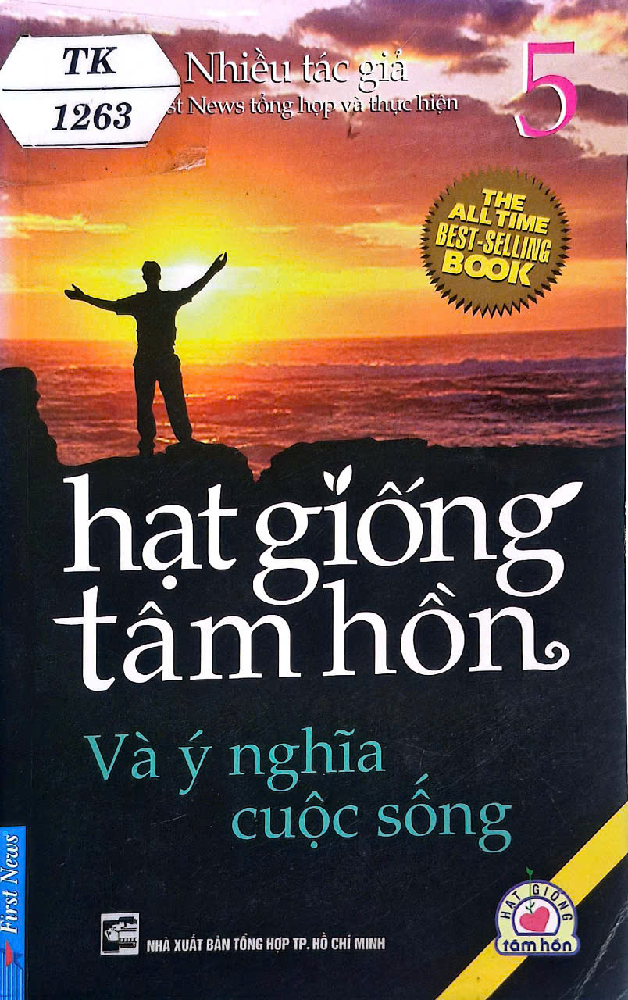 TK
1263
Nhiều tác giả
st News tổng hợp và thực hiện
5
THE
ALL TIME
BEST-SELLING
BOOK
hạt giống
tâm hồn
Và ý nghĩa
cuộc sống
First News
NHÀ XUẤT BẢN TỔNG HỢP TP. HỒ CHÍ MINH
HẠT GIỐNG
tâm hồn